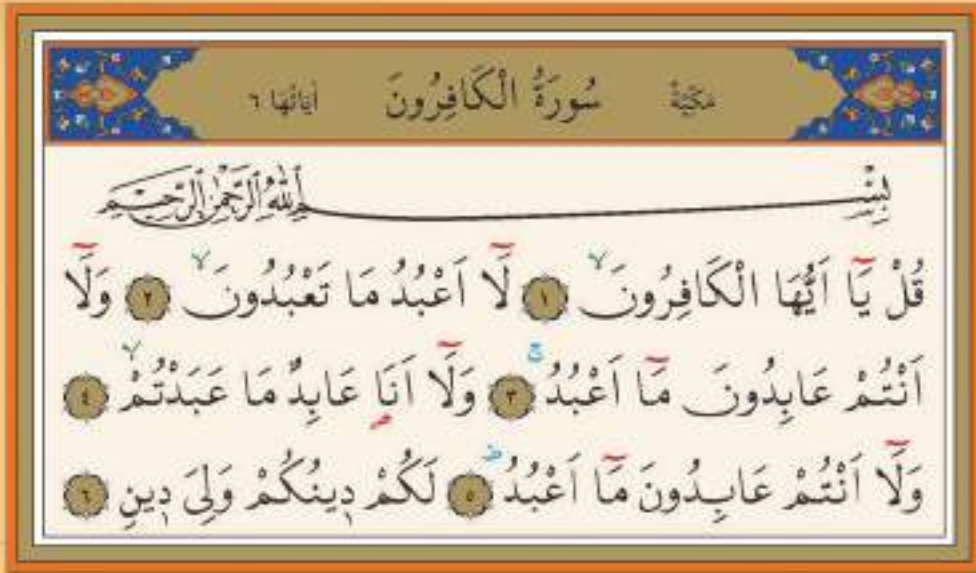 مَكِّيَّةٌ سُورَةُ الْكَافِرُونَ اٰيَاتُهَا ٦
بِسْمِ اللّٰهِ الرَّحْمٰنِ الرَّحِيمِ
قُلْ يَٓا اَيُّهَا الْكَافِرُونَۙ ١ لَٓا اَعْبُدُ مَا تَعْبُدُونَۙ ٢ وَلَٓا
اَنْتُمْ عَابِدُونَ مَٓا اَعْبُدُۚ ٣ وَلَٓا اَنَا۬ عَابِدٌ مَا عَبَدْتُمْۙ ٤
وَلَٓا اَنْتُمْ عَابِدُونَ مَٓا اَعْبُدُۜ ٥ لَكُمْ دِينُكُمْ وَلِيَ دِينِ ٦